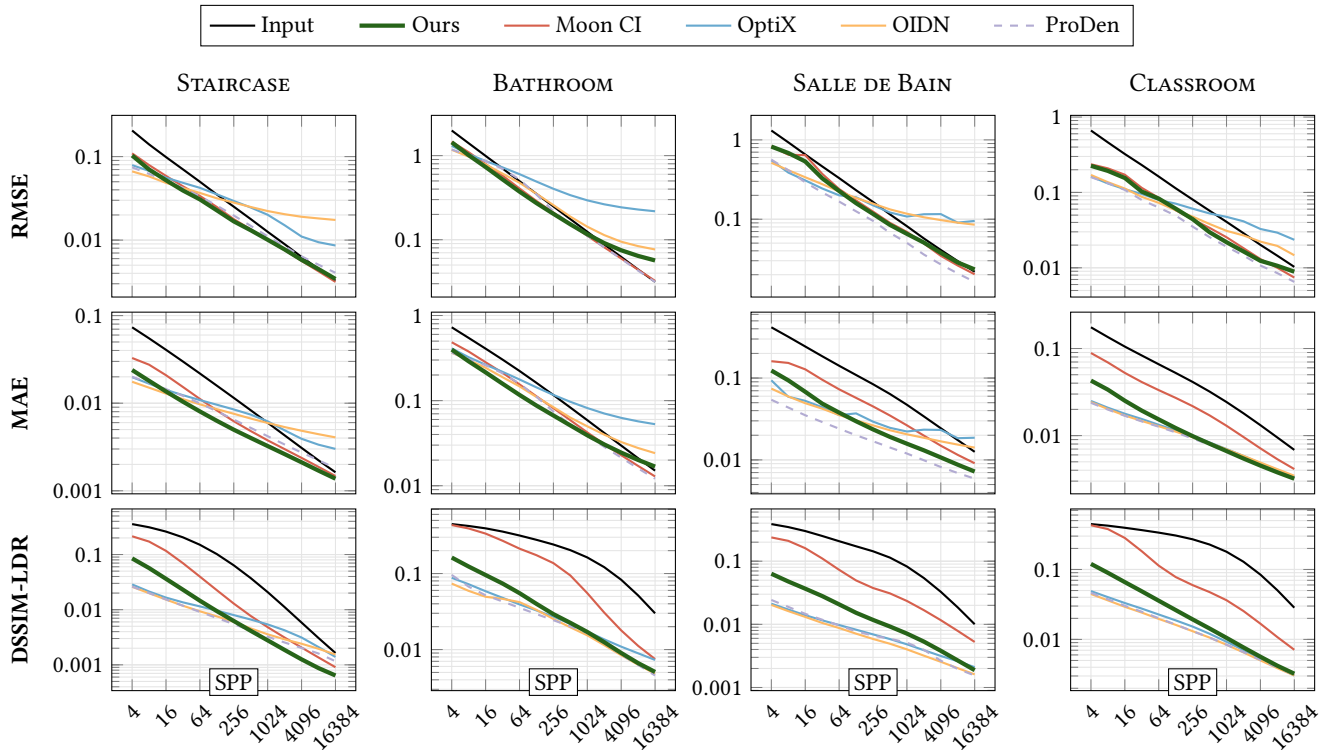 Input Ours Moon CI OptiX OIDN ProDen
STAIRCASE BATHROOM SALLE DE BAIN CLASSROOM
RMSE
0.1
0.01
1
0.1
1
0.1
1
0.1
0.01
MAE
0.1
0.01
0.001
1
0.1
0.01
0.1
0.01
0.1
0.01
DSSIM-LDR
0.1
0.01
0.001
0.1
0.01
0.1
0.01
0.001
0.1
0.01
SPP SPP SPP SPP
4 16 64 256 1024 4096 16384
4 16 64 256 1024 4096 16384
4 16 64 256 1024 4096 16384
4 16 64 256 1024 4096 16384